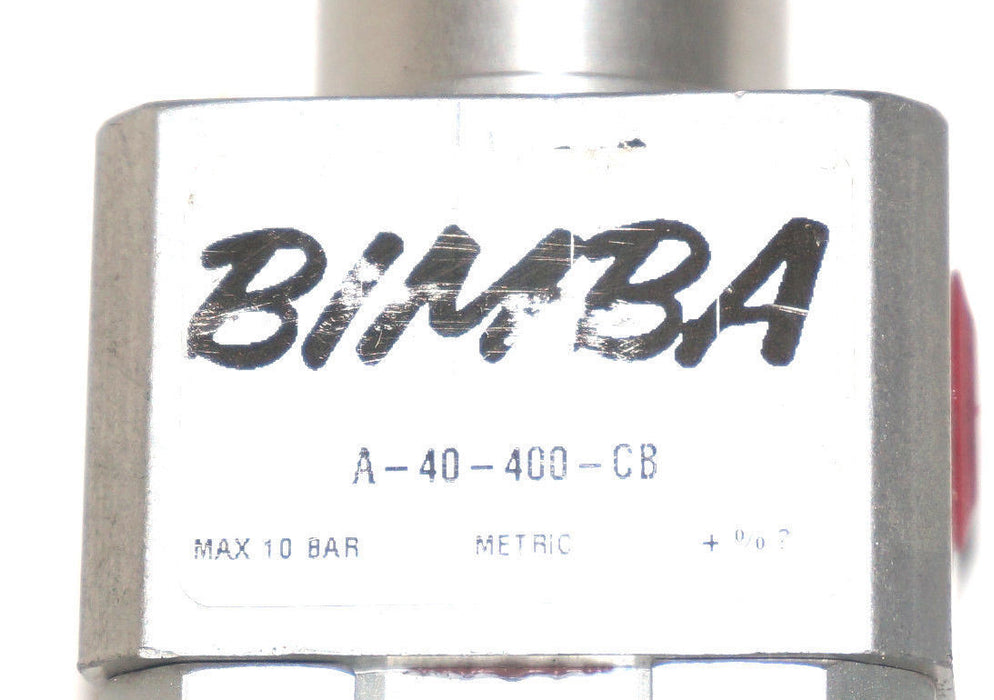 BIMBA
A-40-400-CB
MAX 10 BAR METRIC + % ?